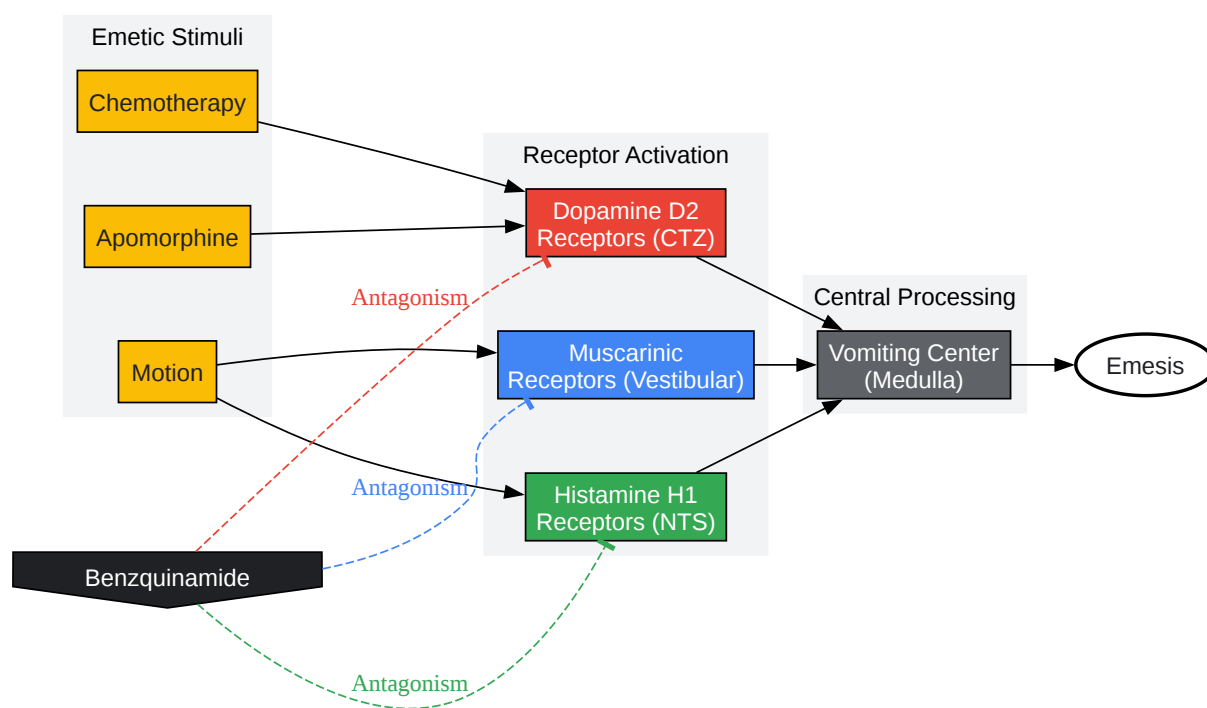 Emetic Stimuli
Chemotherapy
Apomorphine
Motion
Receptor Activation
Dopamine D2
Receptors (CTZ)
Muscarinic
Receptors (Vestibular)
Histamine H1
Receptors (NTS)
Central Processing
Vomiting Center
(Medulla)
Emesis
Antagonism
Antagonism
Antagonism
Benzquinamide